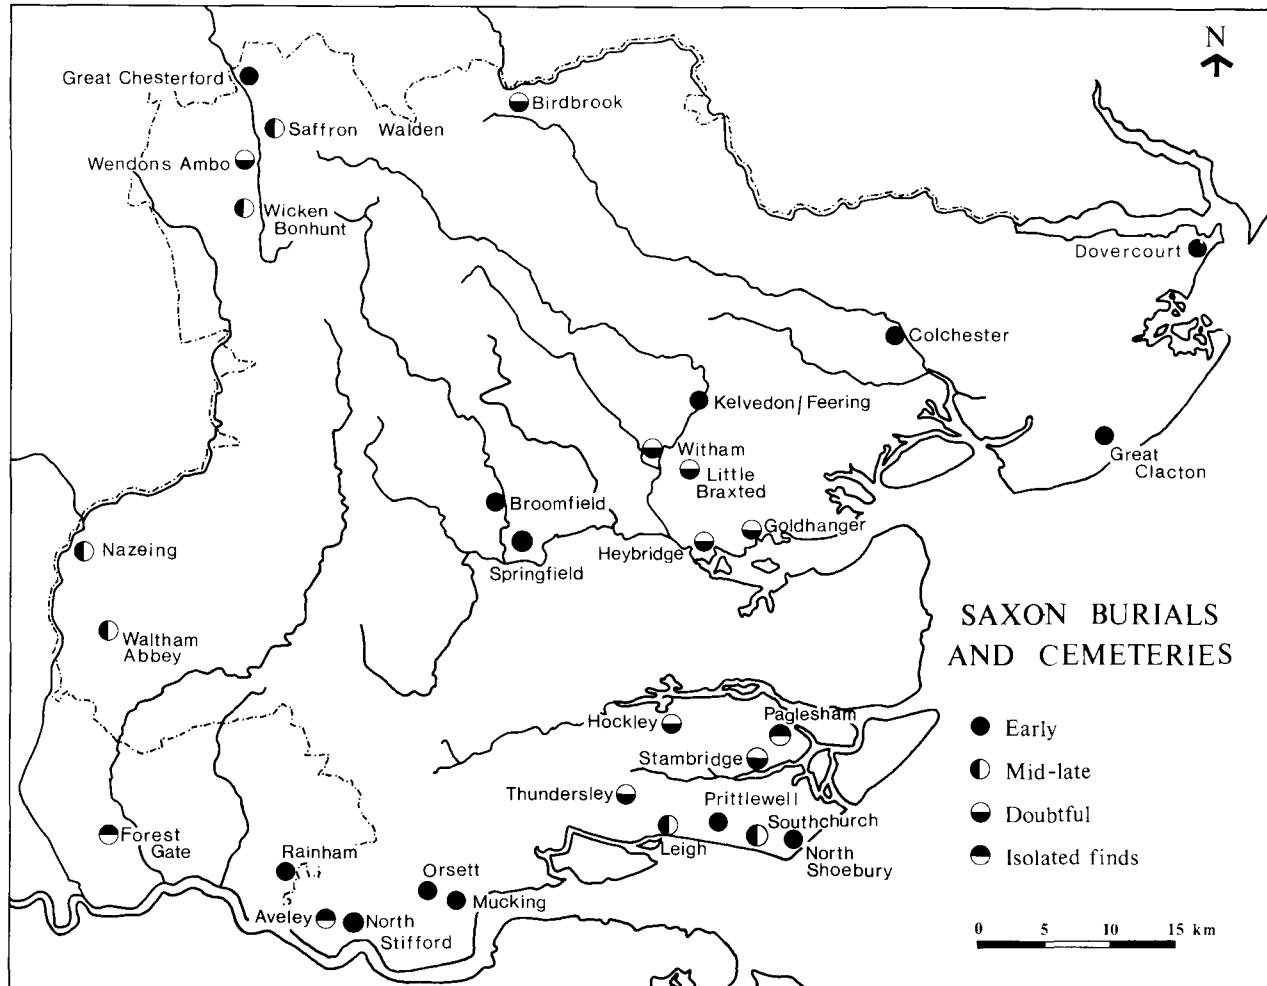 N
Great Chesterford
Birdbrook
Saffron Walden
Wendons Ambo
Wicken
Bonhunt
Dovercourt
Colchester
Kelvedon/Feering
Witham
Little
Braxted
Great
Clacton
Broomfield
Goldhanger
Heybridge
Springfield
Nazeing
Waltham
Abbey
SAXON BURIALS
AND CEMETERIES
Hockley
Paglesham
Early
Stambridge
Mid-late
Thundersley
Prittlewell
Southchurch
Doubtful
Forest
Gate
Leigh
North
Shoebury
Isolated finds
Rainham
Orsett
Mucking
Aveley
North
Stifford
0 5 10 15 km